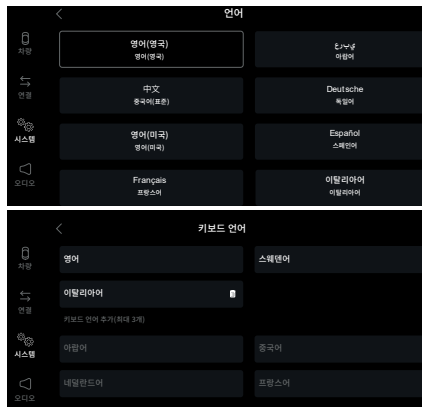 언어
차량
연결
시스템
오디오
영어(영국)
영어(영국)
아랍어
中文
중국어(표준)
Deutsche
독일어
영어(미국)
영어(미국)
Español
스페인어
Français
프랑스어
이탈리아어
이탈리아어
키보드 언어
차량
연결
시스템
오디오
영어
스웨덴어
이탈리아어
키보드 언어 추가(최대 3개)
아랍어
중국어
네덜란드어
프랑스어